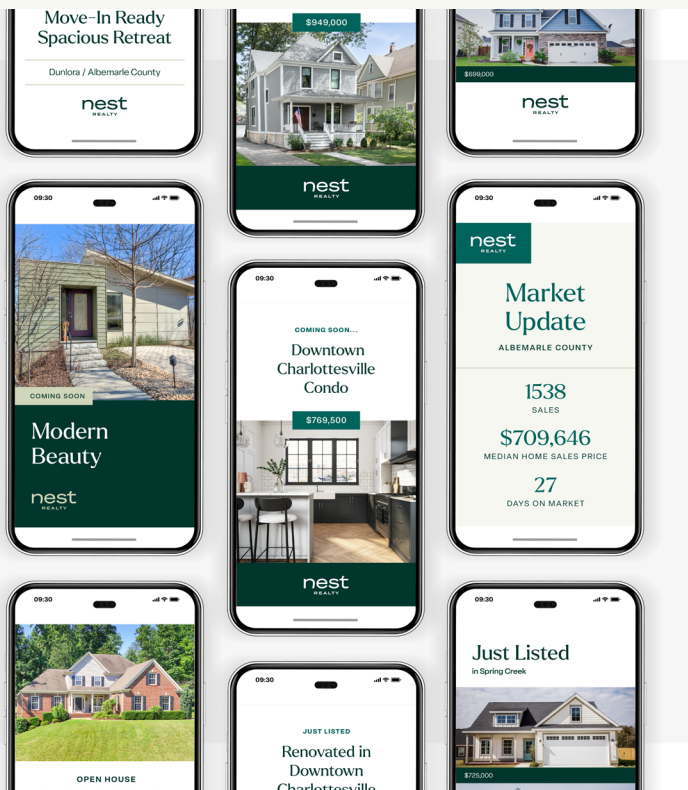 Move-In Ready
Spacious Retreat
Dunlora / Albemarle County
nest
REALTY
09:30
COMING SOON
Modern
Beauty
nest
REALTY
09:30
OPEN HOUSE
$949,000
nest
REALTY
09:30
COMING SOON...
Downtown
Charlottesville
Condo
$769,500
nest
REALTY
09:30
JUST LISTED
Renovated in
Downtown
Charlottesville
$699,000
nest
REALTY
09:30
nest
REALTY
Market
Update
ALBEMARLE COUNTY
1538
SALES
$709,646
MEDIAN HOME SALES PRICE
27
DAYS ON MARKET
09:30
Just Listed
in Spring Creek
$725,000